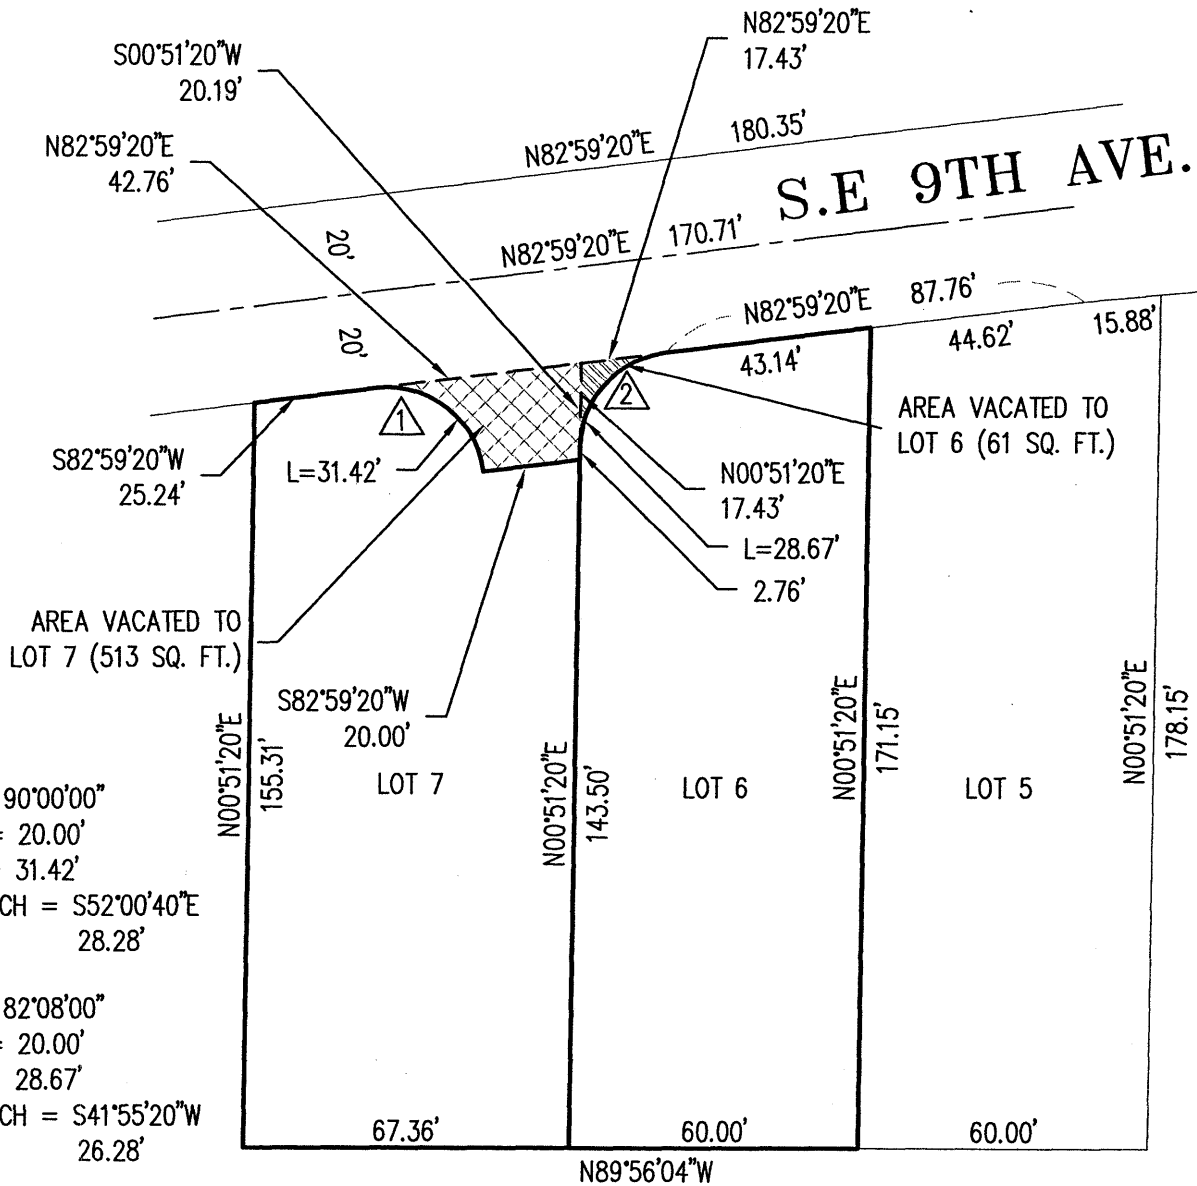 N82°59'20"E
17.43'
S00°51'20"W
20.19'
N82°59'20"E
42.76'
N82°59'20"E 180.35'
S.E 9TH AVE.
20'
N82°59'20"E 170.71'
20'
N82°59'20"E 87.76'
43.14'
44.62'
15.88'
1
2
AREA VACATED TO
LOT 6 (61 SQ. FT.)
S82°59'20"W
25.24'
L=31.42'
N00°51'20"E
17.43'
L=28.67'
2.76'
AREA VACATED TO
LOT 7 (513 SQ. FT.)
S82°59'20"W
20.00'
N00°51'20"E
155.31'
LOT 7
N00°51'20"E
143.50'
LOT 6
N00°51'20"E
171.15'
LOT 5
N00°51'20"E
178.15'
90°00'00"
= 20.00'
31.42'
CH = S52°00'40"E
28.28'
82°08'00"
= 20.00'
28.67'
CH = S41°55'20"W
26.28'
67.36'
60.00'
60.00'
N89°56'04"W